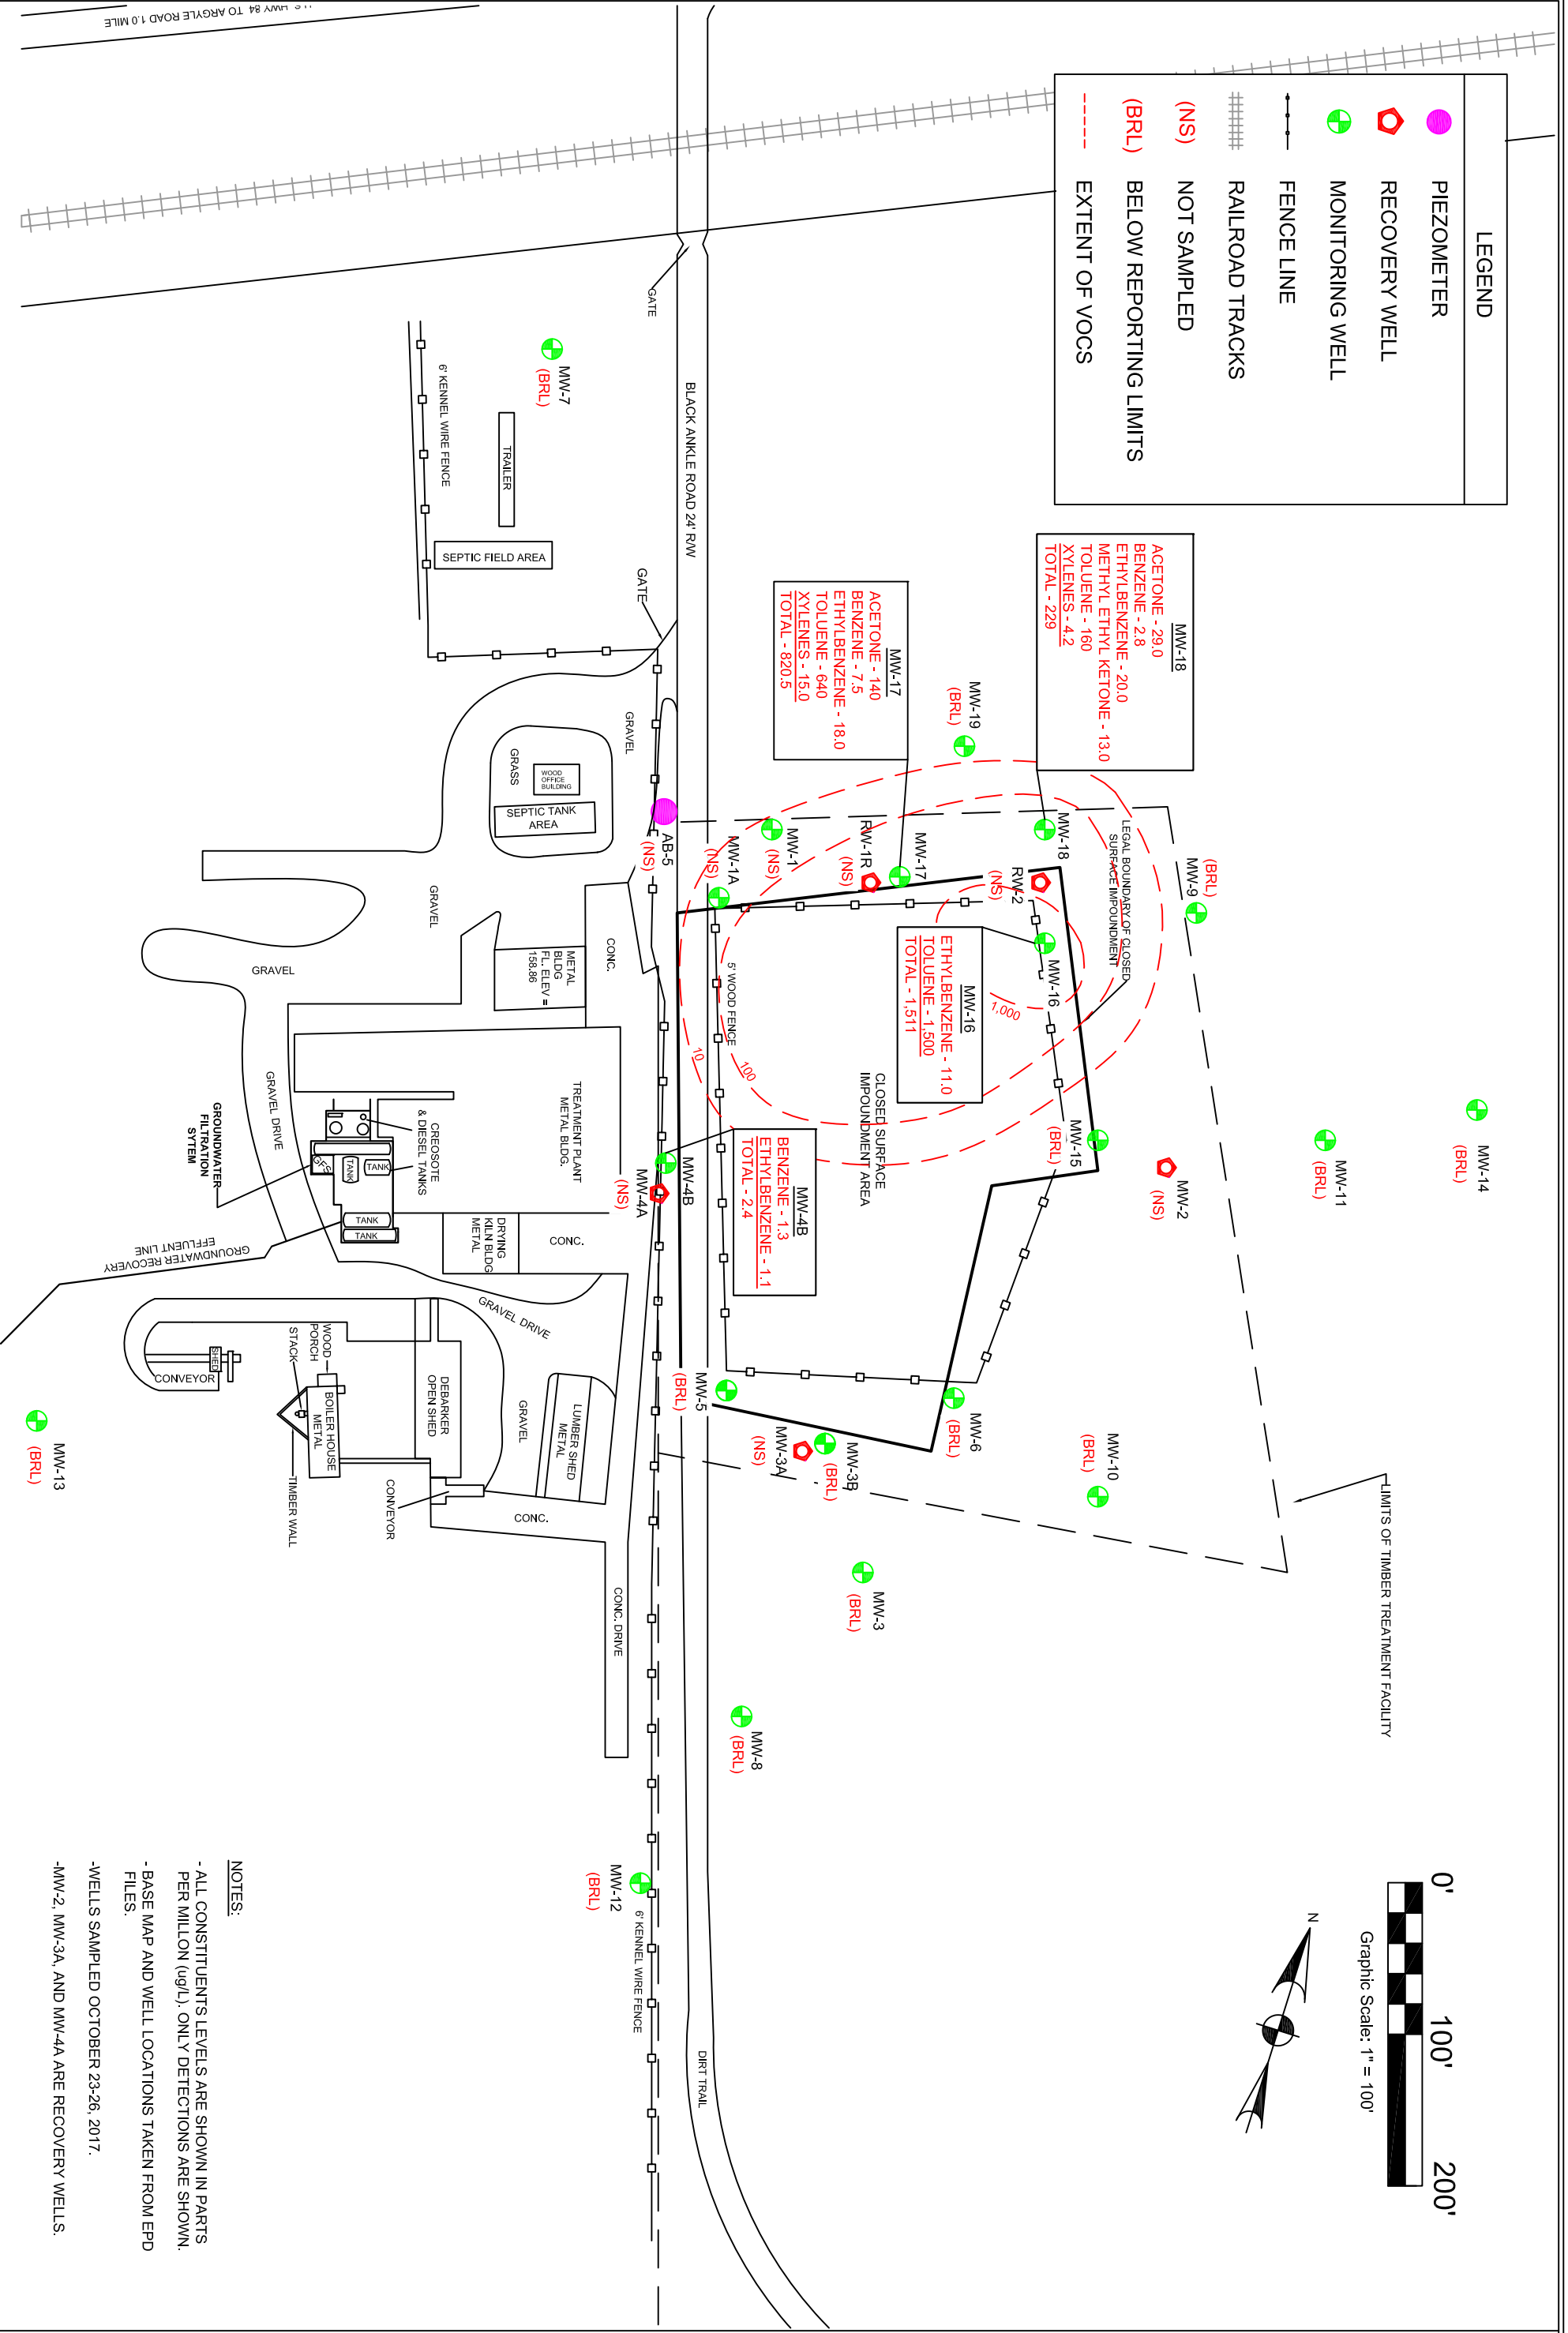 U.S. HWY 84 TO ARGYLE ROAD 1.0 MILE
LEGEND
PIEZOMETER
RECOVERY WELL
MONITORING WELL
FENCE LINE
RAILROAD TRACKS
(NS)
NOT SAMPLED
(BRL)
BELOW REPORTING LIMITS
EXTENT OF VOCS
0'
100'
200'
Graphic Scale: 1" = 100'
N
MW-14
(BRL)
MW-11
(BRL)
LIMITS OF TIMBER TREATMENT FACILITY
(BRL)
MW-9
MW-2
(NS)
MW-18
ACETONE - 29.0
BENZENE - 2.8
ETHYLBENZENE - 20.0
METHYL ETHYL KETONE - 13.0
TOLUENE - 160
XYLENES - 4.2
TOTAL - 229
LEGAL BOUNDARY OF CLOSED
SURFACE IMPOUNDMENT
MW-10
(BRL)
MW-15
(BRL)
MW-18
MW-16
RW-2
(NS)
1,000
MW-19
(BRL)
MW-16
ETHYLBENZENE - 11.0
TOLUENE - 1,500
TOTAL - 1,511
MW-6
(BRL)
MW-17
MW-17
ACETONE - 140
BENZENE - 7.5
ETHYLBENZENE - 18.0
TOLUENE - 640
XYLENES - 15.0
TOTAL - 820.5
RW-1R
(NS)
CLOSED SURFACE
IMPOUNDMENT AREA
MW-3
(BRL)
MW-3B
(BRL)
MW-3A
(NS)
MW-1
(NS)
MW-4B
BENZENE - 1.3
ETHYLBENZENE - 1.1
TOTAL - 2.4
MW-8
(BRL)
MW-1A
(NS)
5' WOOD FENCE
100
10
MW-5
(BRL)
BLACK ANKLE ROAD 24' R/W
DIRT TRAIL
GATE
GATE
AB-5
(NS)
MW-4B
MW-4A
(NS)
MW-12
(BRL)
6' KENNEL WIRE FENCE
MW-7
(BRL)
TRAILER
SEPTIC FIELD AREA
6' KENNEL WIRE FENCE
GRAVEL
GRASS
WOOD
OFFICE
BUILDING
SEPTIC TANK
AREA
GRAVEL
CONC.
METAL
BLDG
FL. ELEV =
158.86
GRAVEL
TREATMENT PLANT
METAL BLDG.
CONC.
DRYING
KILN BLDG
METAL
CONC. DRIVE
LUMBER SHED
METAL
GRAVEL
CONC.
GRAVEL DRIVE
CREOSOTE
& DIESEL TANKS
TANK
TANK
TANK
TANK
GFS
GRAVEL DRIVE
GROUNDWATER
FILTRATION
SYTEM
GROUNDWATER RECOVERY
EFFLUENT LINE
DEBARKER
OPEN SHED
CONVEYOR
WOOD
PORCH
STACK
BOILER HOUSE
METAL
TIMBER WALL
SHED
CONVEYOR
MW-13
(BRL)
NOTES:
- ALL CONSTITUENTS LEVELS ARE SHOWN IN PARTS
PER MILLON (ug/L). ONLY DETECTIONS ARE SHOWN.
- BASE MAP AND WELL LOCATIONS TAKEN FROM EPD
FILES.
-WELLS SAMPLED OCTOBER 23-26, 2017.
-MW-2, MW-3A, AND MW-4A ARE RECOVERY WELLS.